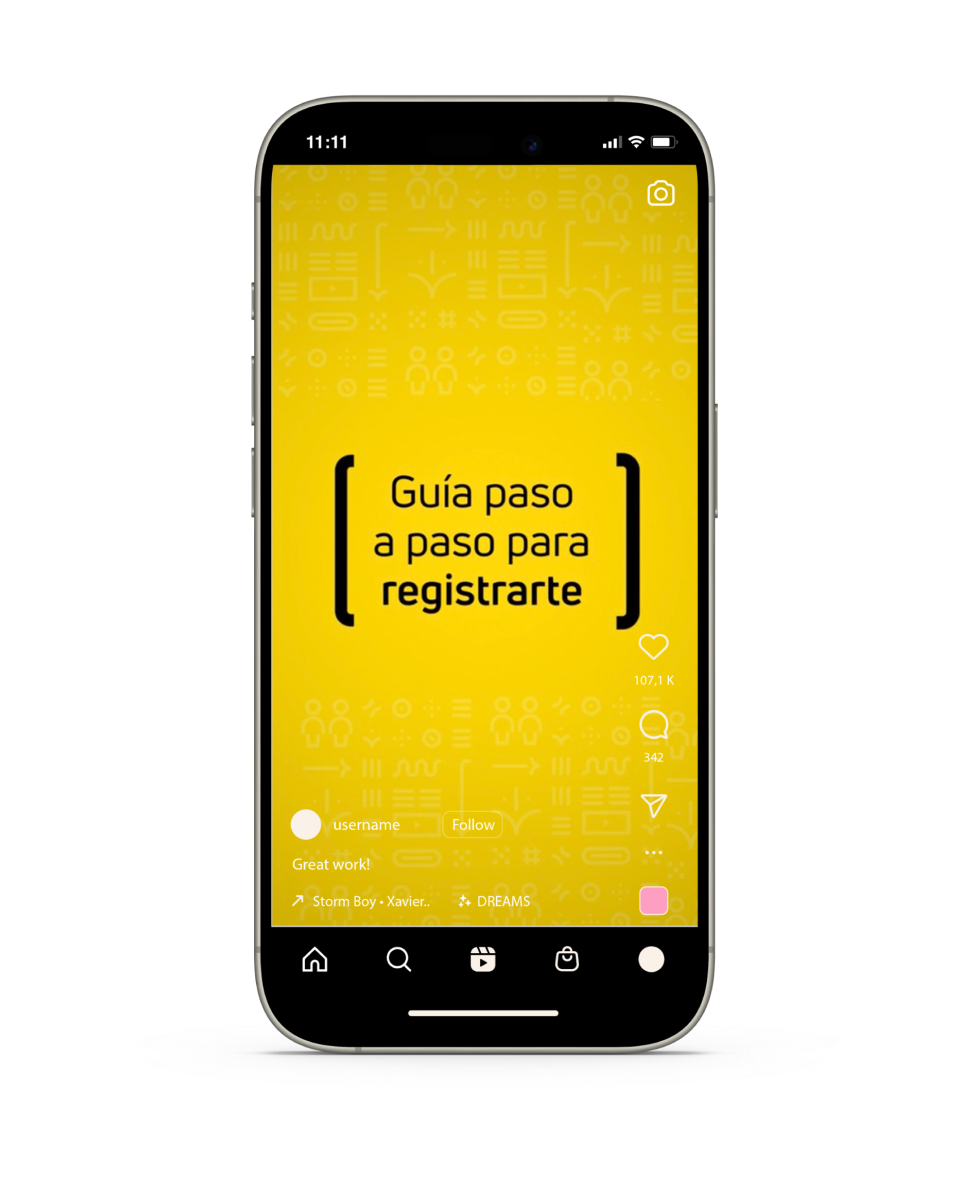 11:11
Guía paso
a paso para
registrarte
107,1 K
342
username
Follow
Great work!
Storm Boy • Xavier..
DREAMS